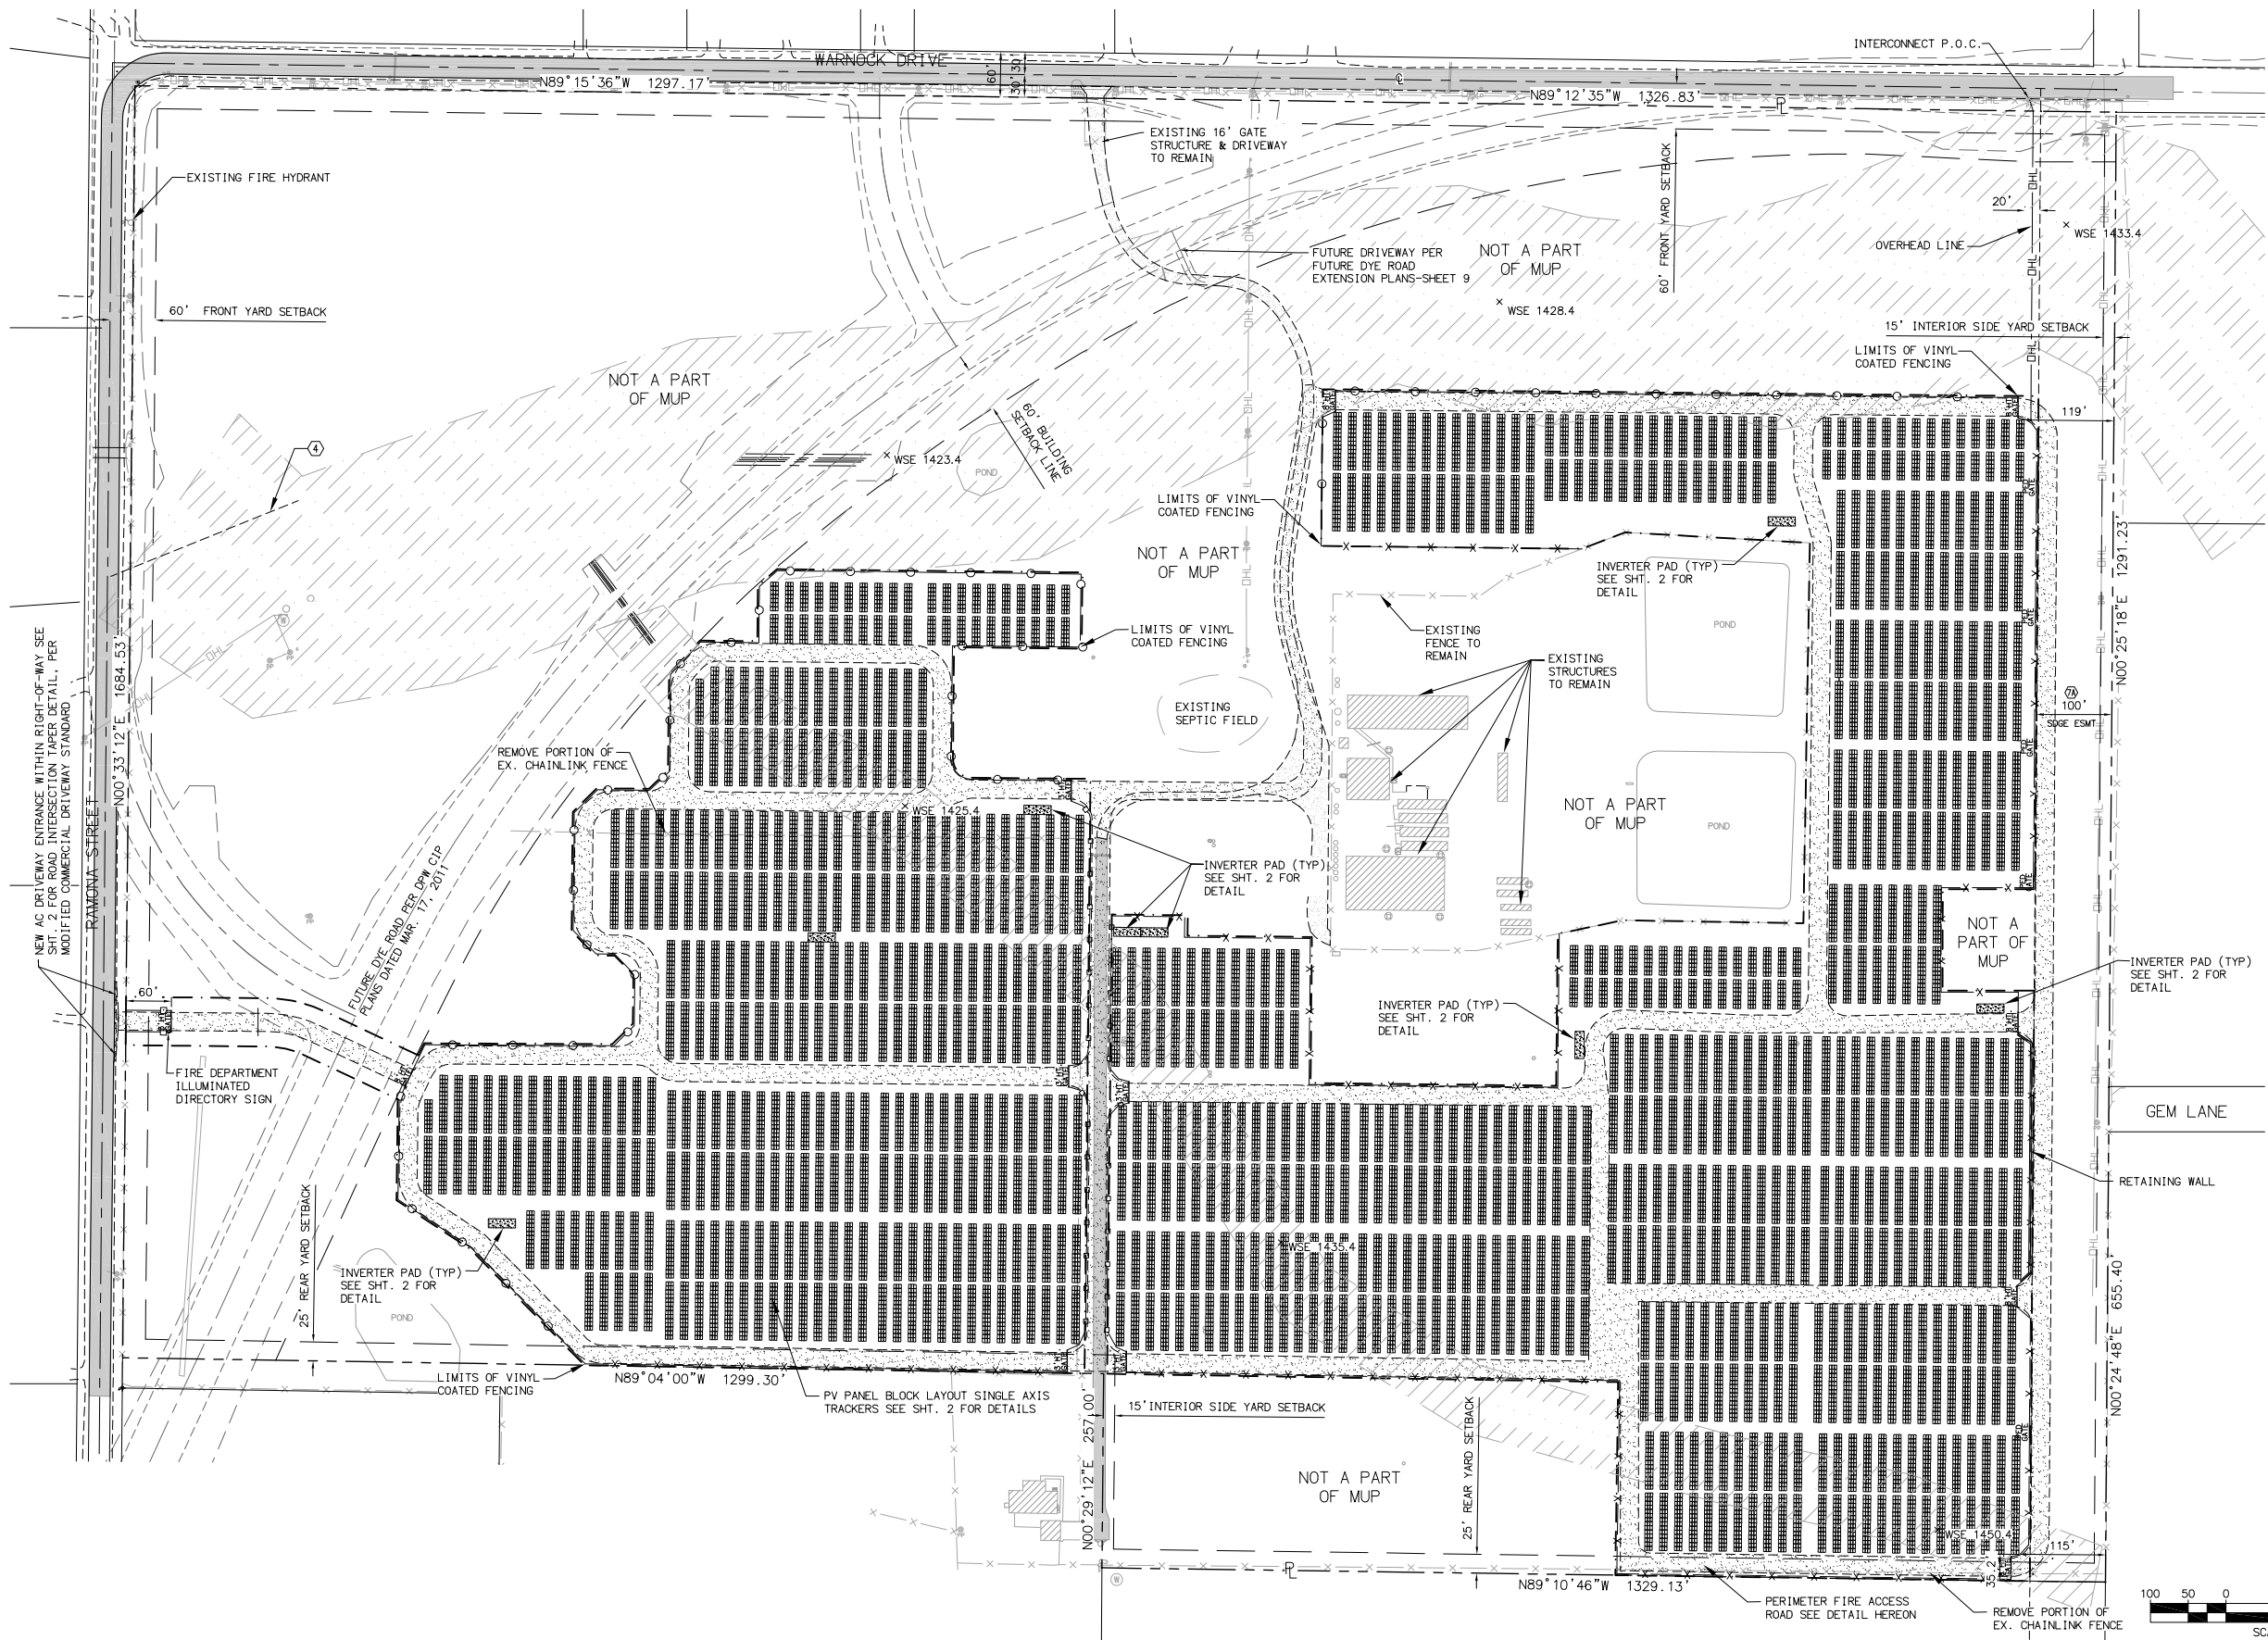 INTERCONNECT P.O.C.
WARNOCK DRIVE
60'
30'
30'
N89°15'36"W 1297.17'
N89°12'35"W 1326.83'
EXISTING 16' GATE
STRUCTURE & DRIVEWAY
TO REMAIN
EXISTING FIRE HYDRANT
60' FRONT YARD SETBACK
20'
WSE 1433.4
OVERHEAD LINE
NOT A PART
OF MUP
FUTURE DRIVEWAY PER
FUTURE DYE ROAD
EXTENSION PLANS-SHEET 9
WSE 1428.4
60' FRONT YARD SETBACK
15' INTERIOR SIDE YARD SETBACK
LIMITS OF VINYL
COATED FENCING
NOT A PART
OF MUP
60' BUILDING
SETBACK LINE
119'
4
WSE 1423.4
POND
LIMITS OF VINYL
COATED FENCING
NOT A PART
OF MUP
INVERTER PAD (TYP)
SEE SHT. 2 FOR
DETAIL
N00°25'18"E 1291.23'
POND
LIMITS OF VINYL
COATED FENCING
EXISTING
FENCE TO
REMAIN
EXISTING
STRUCTURES
TO REMAIN
NEW AC DRIVEWAY ENTRANCE WITHIN RIGHT-OF-WAY SEE
SHT. 2 FOR ROAD INTERSECTION TAPER DETAIL, PER
MODIFIED COMMERCIAL DRIVEWAY STANDARD
RAMONA STREET
N00°33'12"E 1684.53'
EXISTING
SEPTIC FIELD
7A
100'
SDGE ESMT
REMOVE PORTION OF
EX. CHAINLINK FENCE
WSE 1425.4
NOT A PART
OF MUP
POND
INVERTER PAD (TYP)
SEE SHT. 2 FOR
DETAIL
FUTURE DYE ROAD PER DPW CIP
PLANS DATED MAR. 17, 2011
NOT A
PART OF
MUP
INVERTER PAD (TYP)
SEE SHT. 2 FOR
DETAIL
60'
INVERTER PAD (TYP)
SEE SHT. 2 FOR
DETAIL
FIRE DEPARTMENT
ILLUMINATED
DIRECTORY SIGN
GEM LANE
RETAINING WALL
25' REAR YARD SETBACK
INVERTER PAD (TYP)
SEE SHT. 2 FOR
DETAIL
POND
WSE 1435.4
N00°24'48"E 655.40'
LIMITS OF VINYL
COATED FENCING
N89°04'00"W 1299.30'
PV PANEL BLOCK LAYOUT SINGLE AXIS
TRACKERS SEE SHT. 2 FOR DETAILS
15' INTERIOR SIDE YARD SETBACK
N00°29'12"E 257.00'
NOT A PART
OF MUP
25' REAR YARD SETBACK
WSE 1450.4
115'
35.2
N89°10'46"W 1329.13'
PERIMETER FIRE ACCESS
ROAD SEE DETAIL HEREON
REMOVE PORTION OF
EX. CHAINLINK FENCE
100 50 0